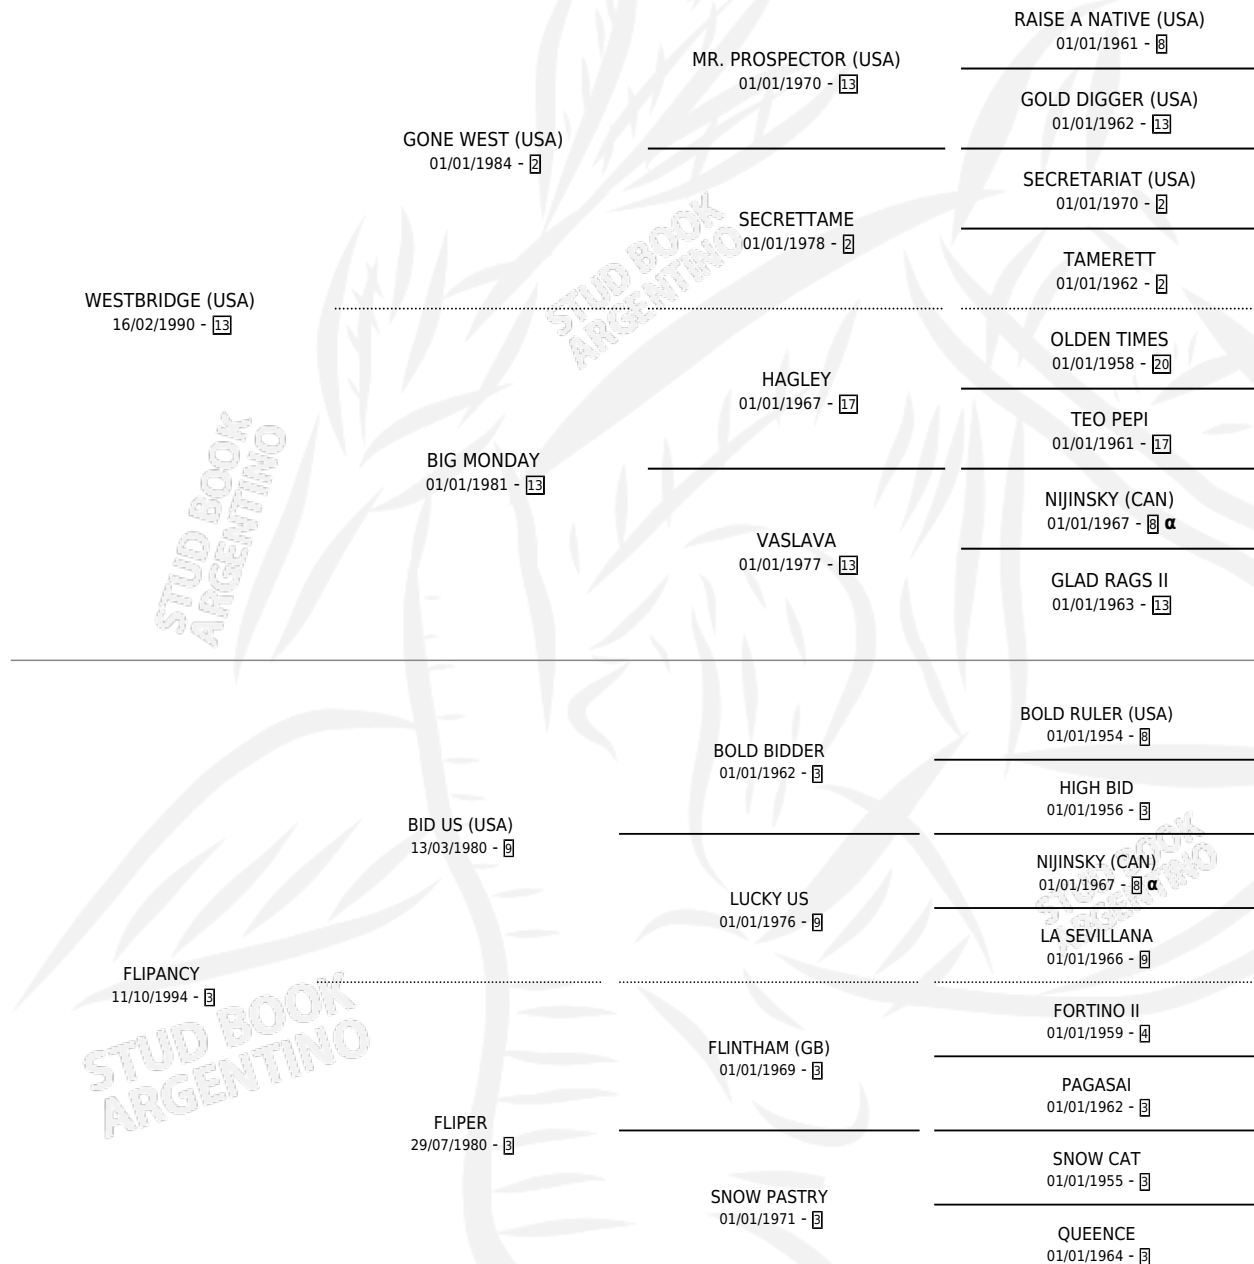 RAISE A NATIVE (USA)
01/01/1961 - 8
MR. PROSPECTOR (USA)
01/01/1970 - 13
GOLD DIGGER (USA)
01/01/1962 - 13
GONE WEST (USA)
01/01/1984 - 2
SECRETARIAT (USA)
01/01/1970 - 2
SECRETTAME
01/01/1978 - 2
TAMERETT
01/01/1962 - 2
WESTBRIDGE (USA)
16/02/1990 - 13
OLDEN TIMES
01/01/1958 - 20
HAGLEY
01/01/1967 - 17
TEO PEPI
01/01/1961 - 17
BIG MONDAY
01/01/1981 - 13
NIJINSKY (CAN)
01/01/1967 - 8 α
VASLAVA
01/01/1977 - 13
GLAD RAGS II
01/01/1963 - 13
BOLD RULER (USA)
01/01/1954 - 8
BOLD BIDDER
01/01/1962 - 3
HIGH BID
01/01/1956 - 3
BID US (USA)
13/03/1980 - 9
NIJINSKY (CAN)
01/01/1967 - 8 α
LUCKY US
01/01/1976 - 9
LA SEVILLANA
01/01/1966 - 9
FLIPANCY
11/10/1994 - 3
FORTINO II
01/01/1959 - 4
FLINTHAM (GB)
01/01/1969 - 3
PAGASAI
01/01/1962 - 3
FLIPER
29/07/1980 - 3
SNOW CAT
01/01/1955 - 3
SNOW PASTRY
01/01/1971 - 3
QUEENCE
01/01/1964 - 3
STUD BOOK
ARGENTINO
STUD BOOK
ARGENTINO
STUD BOOK
ARGENTINO
STUD BOOK
ARGENTINO